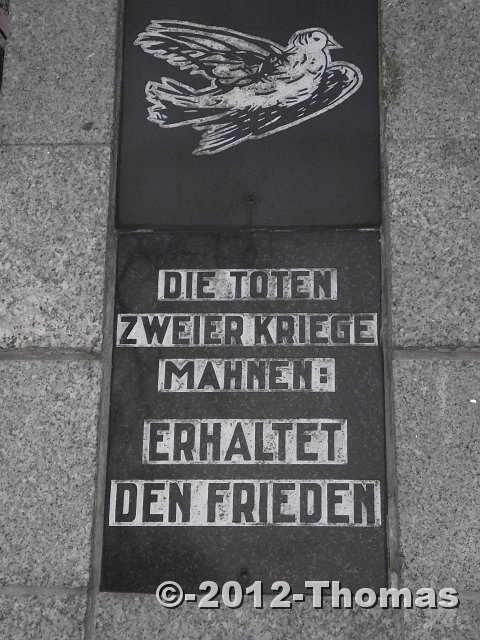 DIE TOTEN
ZWEIER KRIEGE
MAHNEN:
ERHALTET
DEN FRIEDEN
©-2012-Thomas